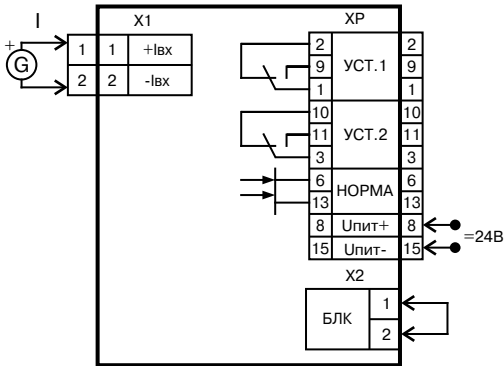 I X1 XP
+ G
1 1 +Iвх
2 2 -Iвх
2 2
9 УСТ.1 9
1 1
10 10
11 УСТ.2 11
3 3
6 НОРМА 6
13 13
8 Uпит+ 8
15 Uпит- 15
=24В
X2
БЛК 1
2